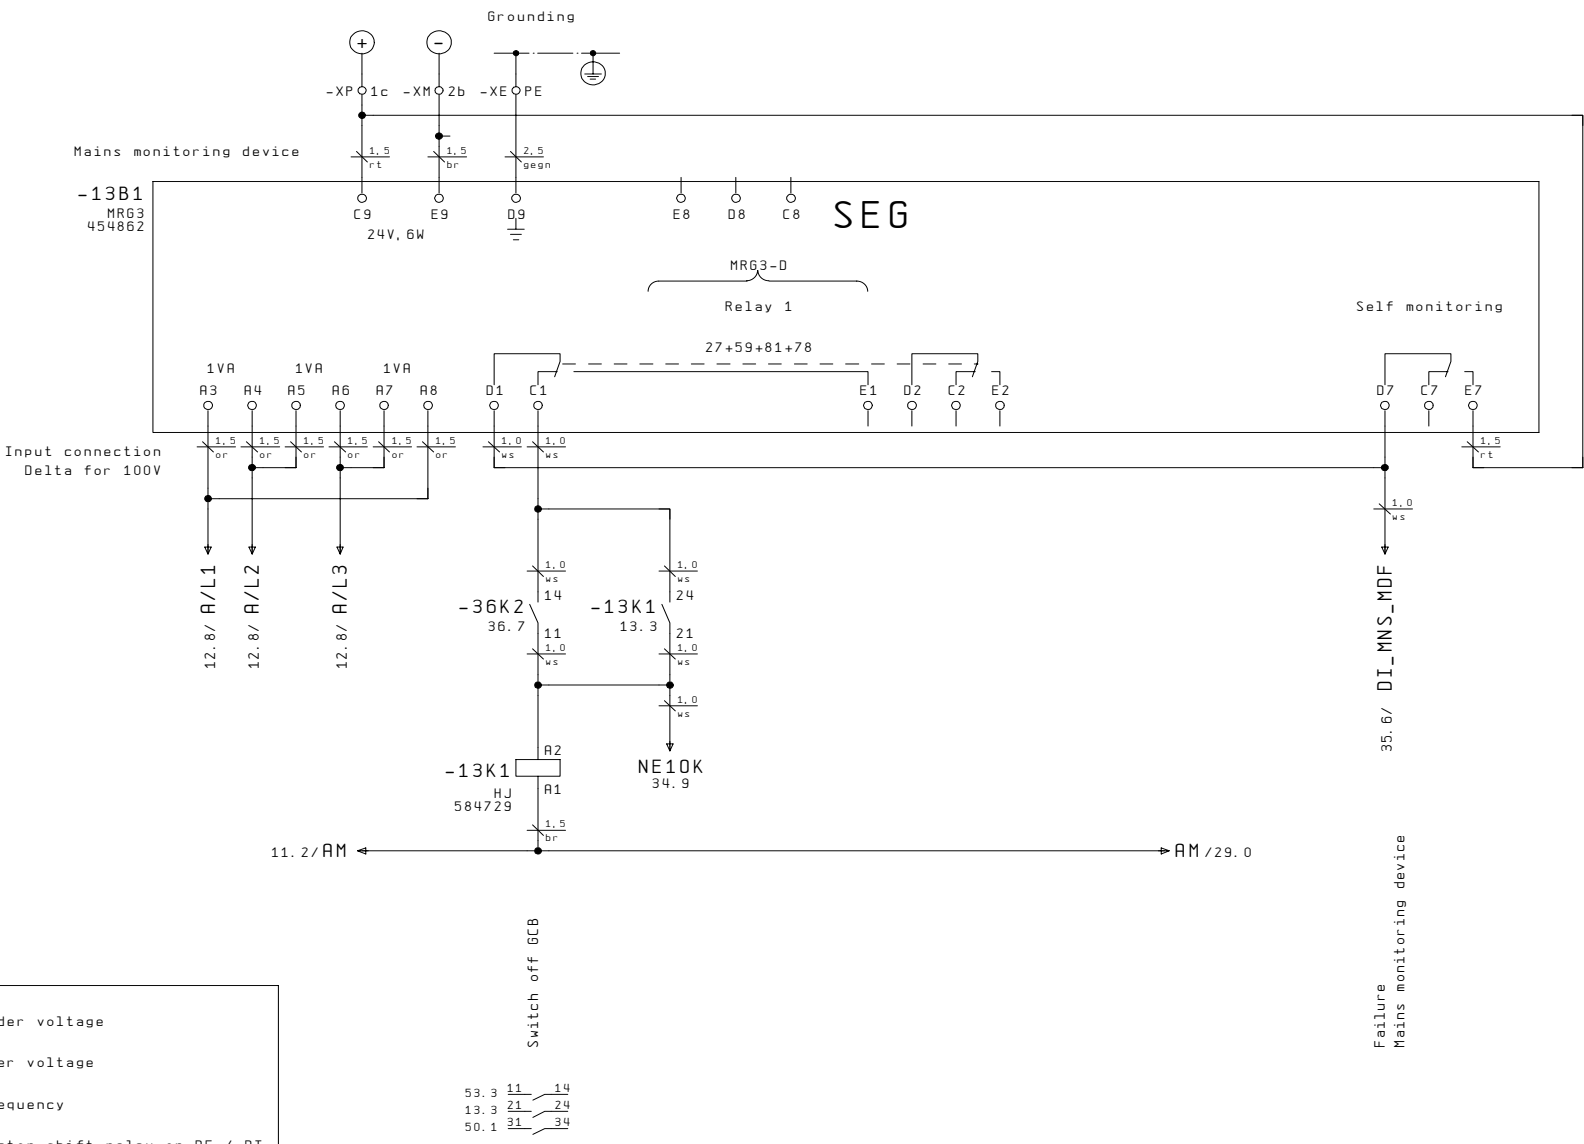 Grounding
+ -
-XP 1c -XM 2b -XE PE
Mains monitoring device
1,5 1,5 2,5
rt br gegn
-13B1
MRG3
454862
C9 E9 D9 E8 D8 C8
SEG
24V,6W
MRG3-D
Relay 1
Self monitoring
27+59+81+78
1VA 1VA 1VA
A3 A4 A5 A6 A7 A8 D1 C1 E1 D2 C2 E2 D7 C7 E7
Input connection
Delta for 100V
1,5 1,5 1,5 1,5 1,5 1,5 1,0 1,0 1,5
or or or or or or ws ws rt
1,0
ws
12.8/ A/L1
12.8/ A/L2
12.8/ A/L3
1,0 1,0
ws ws
14 24
-36K2 -13K1
36.7 13.3
11 21
1,0 1,0
ws ws
1,0
ws
35.6/ DI_MNS_MDF
A2
-13K1
HJ
584729
A1
NE10K
34.9
1,5
br
11.2/AM
AM/29.0
Switch off GCB
Failure
Mains monitoring device
der voltage
er voltage
equency
53.3 11 14
13.3 21 24
50.1 31 34